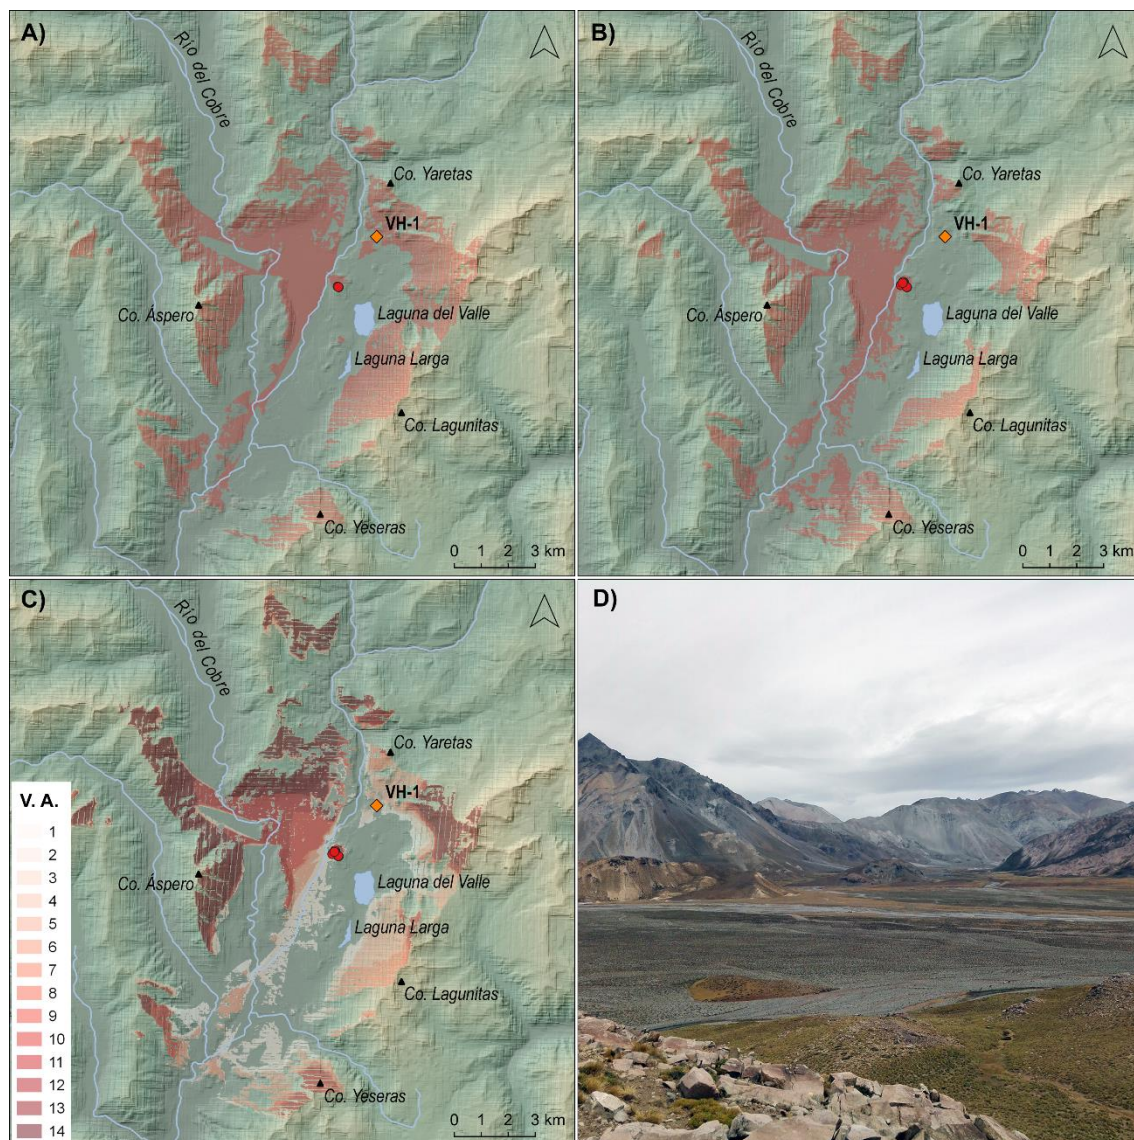 A)
Río del Cobre
Co. Yaretas
VH-1
Co. Áspero
Laguna del Valle
Laguna Larga
Co. Lagunitas
Co. Yeseras
0 1 2 3 km
B)
Río del Cobre
Co. Yaretas
VH-1
Co. Áspero
Laguna del Valle
Laguna Larga
Co. Lagunitas
Co. Yeseras
0 1 2 3 km
C)
Río del Cobre
Co. Yaretas
VH-1
Co. Áspero
Laguna del Valle
Laguna Larga
Co. Lagunitas
Co. Yeseras
0 1 2 3 km
V. A.
1
2
3
4
5
6
7
8
9
10
11
12
13
14
D)